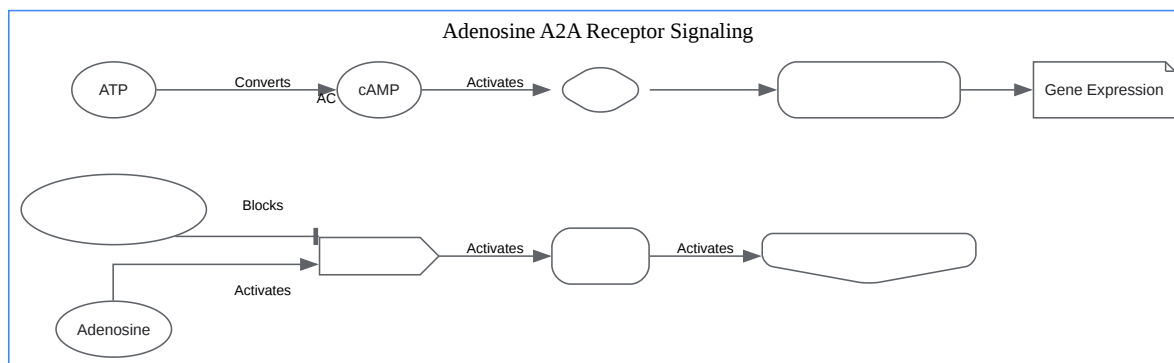 Adenosine A2A Receptor Signaling
ATP
Converts
AC
cAMP
Activates
Gene Expression
Blocks
Activates
Activates
Activates
Adenosine